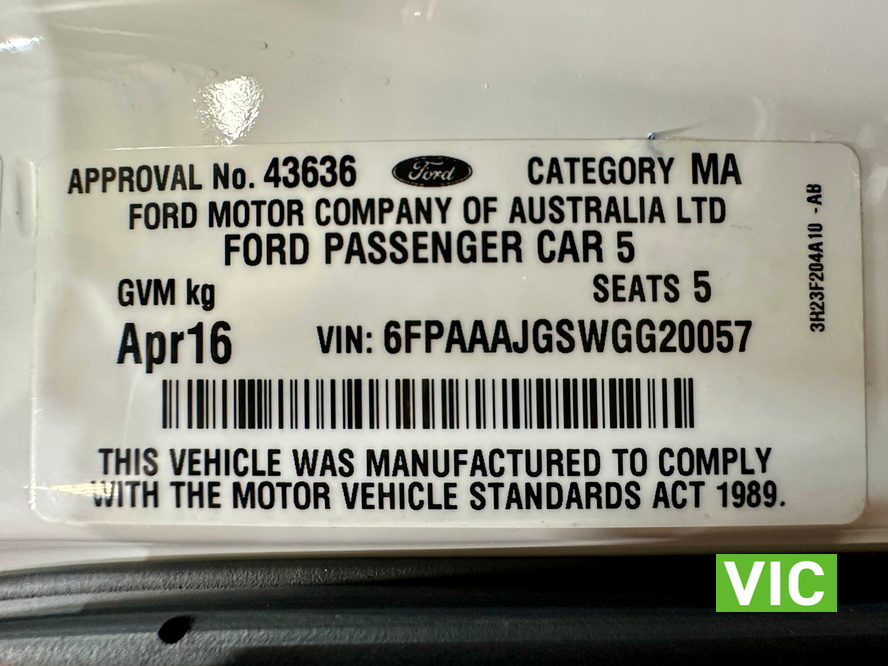 APPROVAL No. 43636 Ford CATEGORY MA
FORD MOTOR COMPANY OF AUSTRALIA LTD
FORD PASSENGER CAR 5
GVM kg SEATS 5
Apr16 VIN: 6FPAAAJGSWGG20057
THIS VEHICLE WAS MANUFACTURED TO COMPLY
WITH THE MOTOR VEHICLE STANDARDS ACT 1989.
3H23F204A10 -AB
VIC